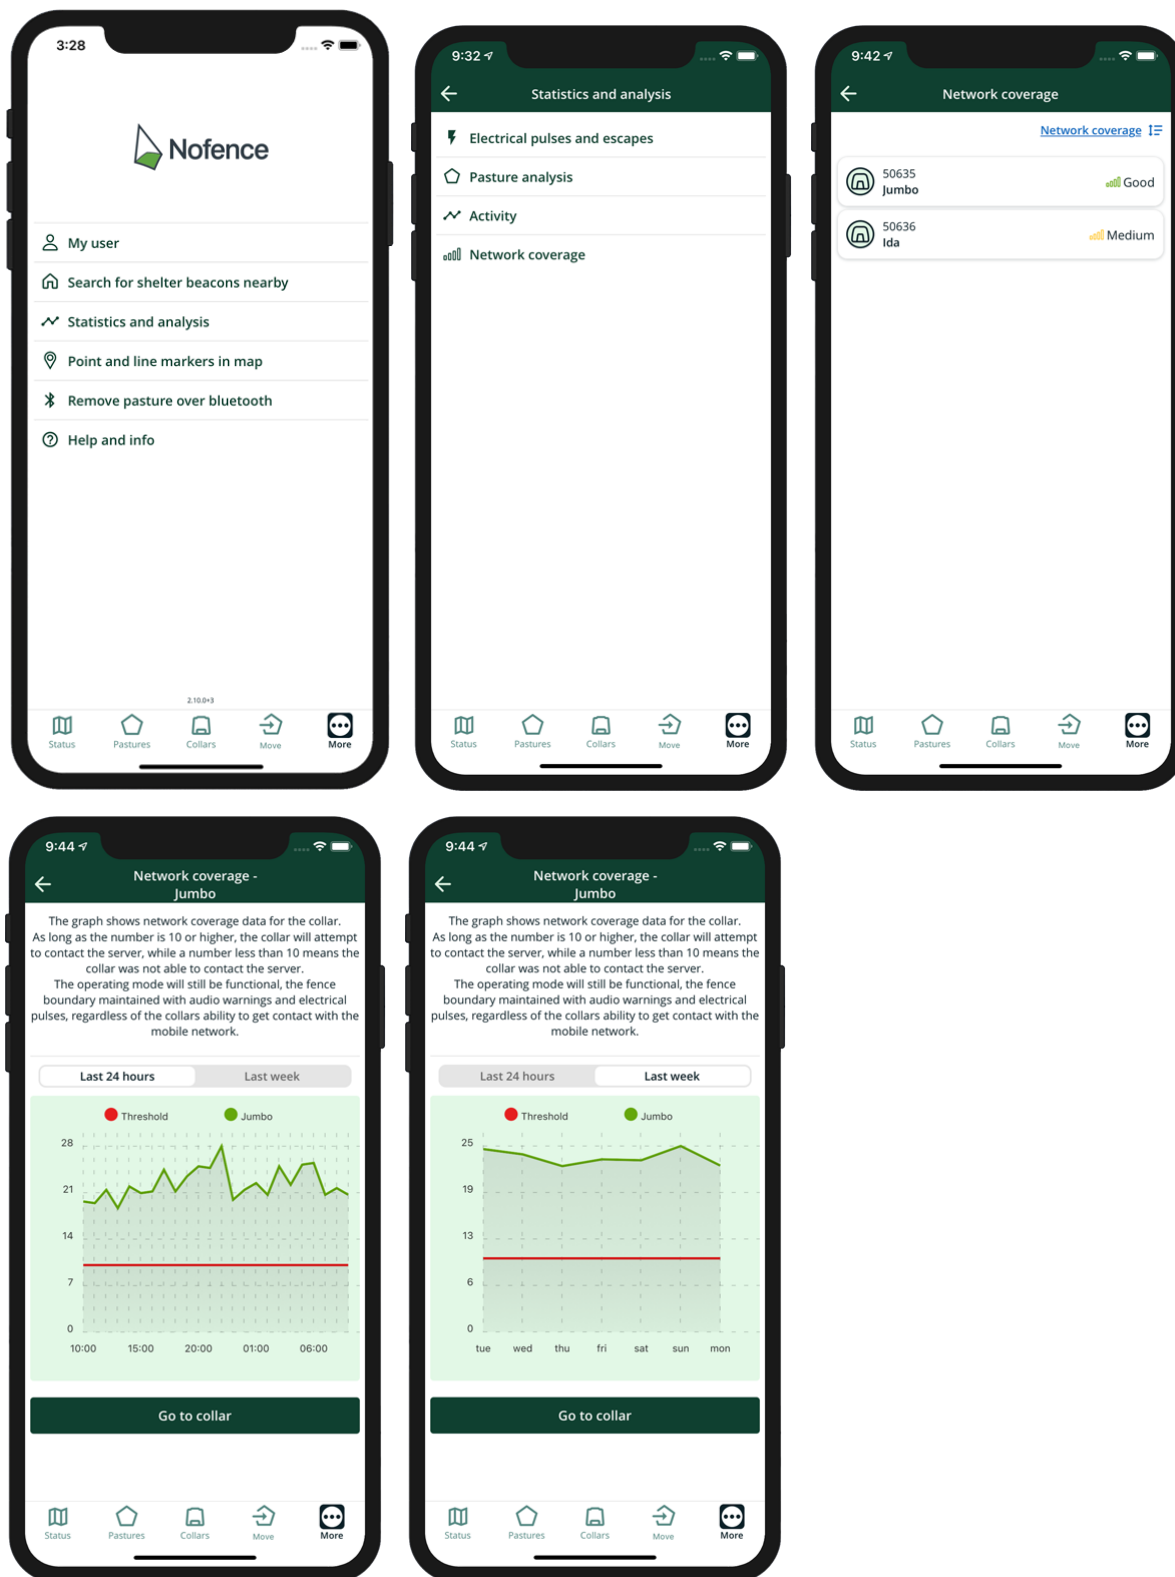 3:28
Nofence
My user
Search for shelter beacons nearby
Statistics and analysis
Point and line markers in map
Remove pasture over bluetooth
Help and info
2.10.0+3
Status Pastures Collars Move More
9:32
Statistics and analysis
Electrical pulses and escapes
Pasture analysis
Activity
Network coverage
Status Pastures Collars Move More
9:42
Network coverage
Network coverage
50635
Jumbo
Good
50636
Ida
Medium
Status Pastures Collars Move More
9:44
Network coverage -
Jumbo
The graph shows network coverage data for the collar.
As long as the number is 10 or higher, the collar will attempt
to contact the server, while a number less than 10 means the
collar was not able to contact the server.
The operating mode will still be functional, the fence
boundary maintained with audio warnings and electrical
pulses, regardless of the collars ability to get contact with the
mobile network.
Last 24 hours Last week
Threshold Jumbo
28
21
14
7
0
10:00 15:00 20:00 01:00 06:00
Go to collar
Status Pastures Collars Move More
9:44
Network coverage -
Jumbo
The graph shows network coverage data for the collar.
As long as the number is 10 or higher, the collar will attempt
to contact the server, while a number less than 10 means the
collar was not able to contact the server.
The operating mode will still be functional, the fence
boundary maintained with audio warnings and electrical
pulses, regardless of the collars ability to get contact with the
mobile network.
Last 24 hours Last week
Threshold Jumbo
25
19
13
6
0
tue wed thu fri sat sun mon
Go to collar
Status Pastures Collars Move More